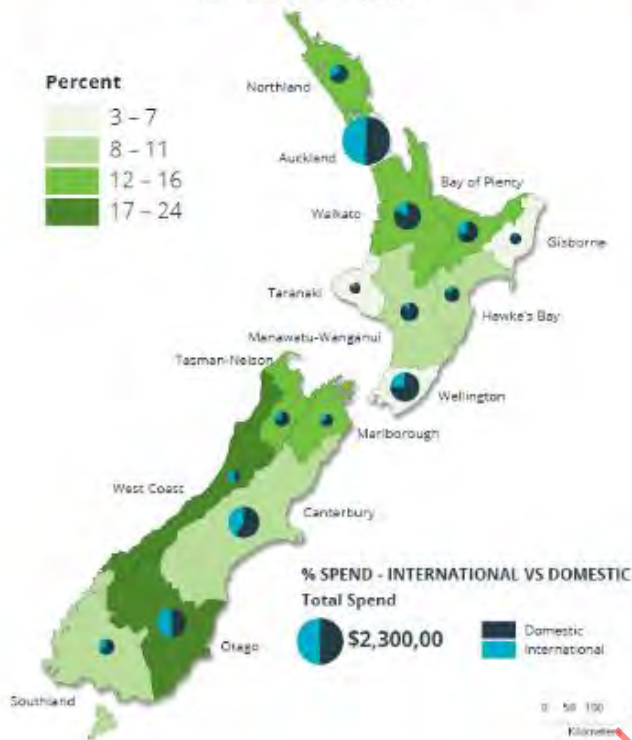 Northland
Percent
3 – 7
8 – 11
12 – 16
17 – 24
Auckland
Bay of Plenty
Waikato
Gisborne
Taranaki
Hawke's Bay
Manawatu-Wanganui
Tasman-Nelson
Wellington
Marlborough
West Coast
Canterbury
% SPEND - INTERNATIONAL VS DOMESTIC
Total Spend
$2,300,00
Domestic
International
Otago
Southland
0 50 100
Kilometers